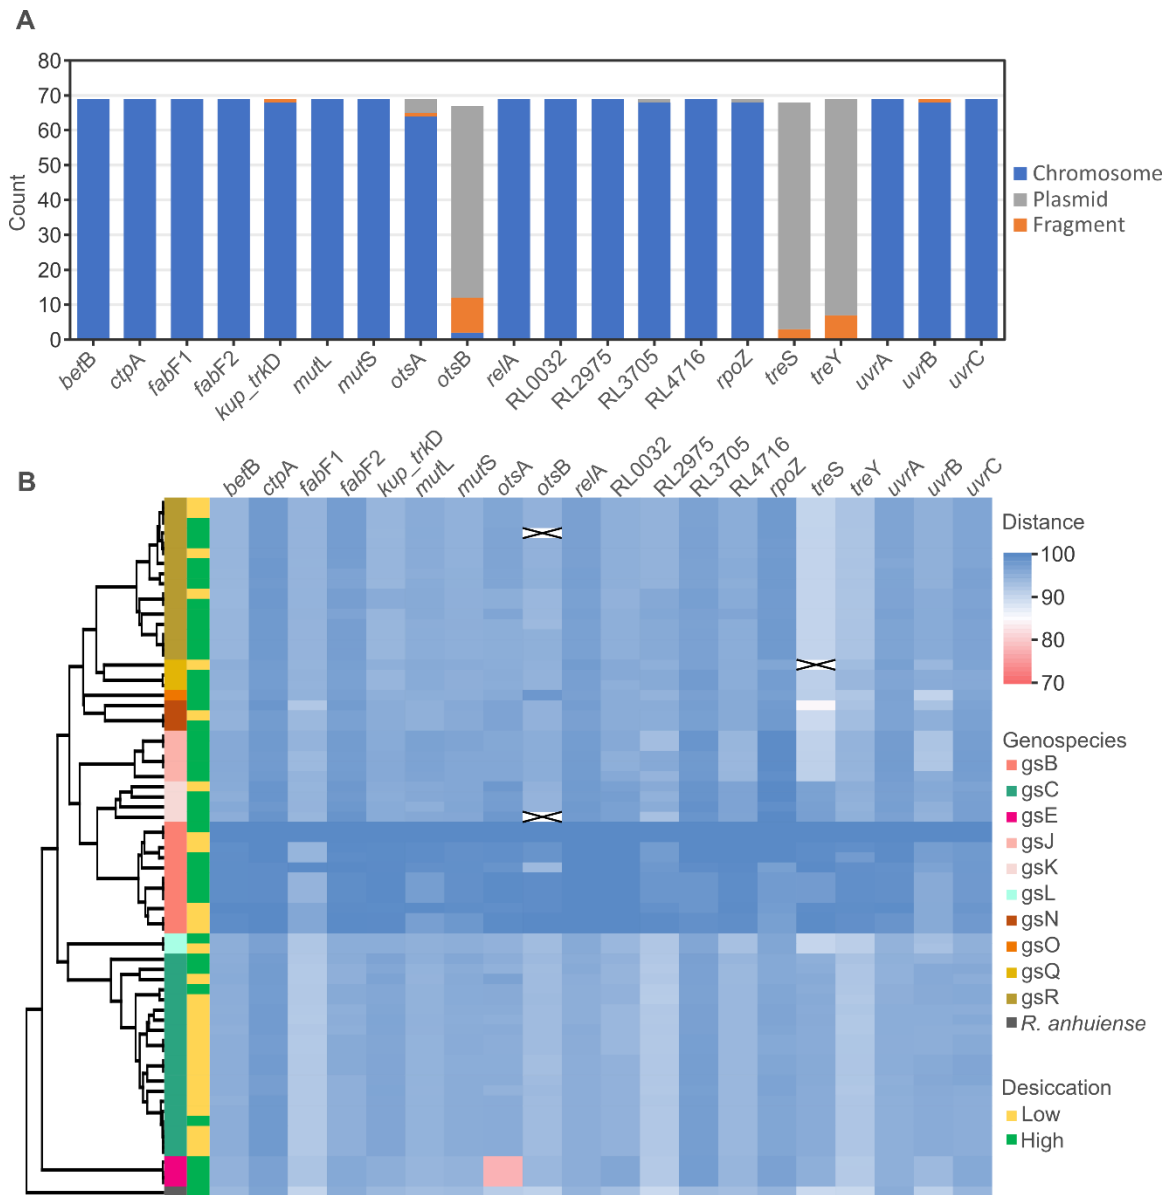 A
80
70
60
50
40
30
20
10
0
Count
betB
ctpA
fabF1
fabF2
kup_trkD
mutL
mutS
otsA
otsB
relA
RL0032
RL2975
RL3705
RL4716
rpoZ
treS
treY
uvrA
uvrB
uvrC
Chromosome
Plasmid
Fragment
B
betB
ctpA
fabF1
fabF2
kup_trkD
mutL
mutS
otsA
otsB
relA
RL0032
RL2975
RL3705
RL4716
rpoZ
treS
treY
uvrA
uvrB
uvrC
Distance
100
90
80
70
Genospecies
gsB
gsC
gsE
gsJ
gsK
gsL
gsN
gsO
gsQ
gsR
R. anhuiense
Desiccation
Low
High